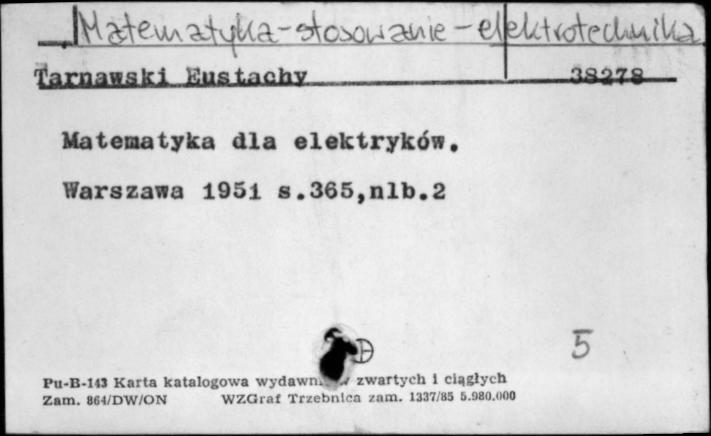 Matematyka-stosowanie-elektrotechnika
Tarnawski Eustachy 38278
Matematyka dla elektryków.
Warszawa 1951 s.365,nlb.2
5
Pu-B-143 Karta katalogowa zwartych i ciągłych
Zam. 864/DW/ON WZGraf Trzebnica zam. 1337/85 5.980.000